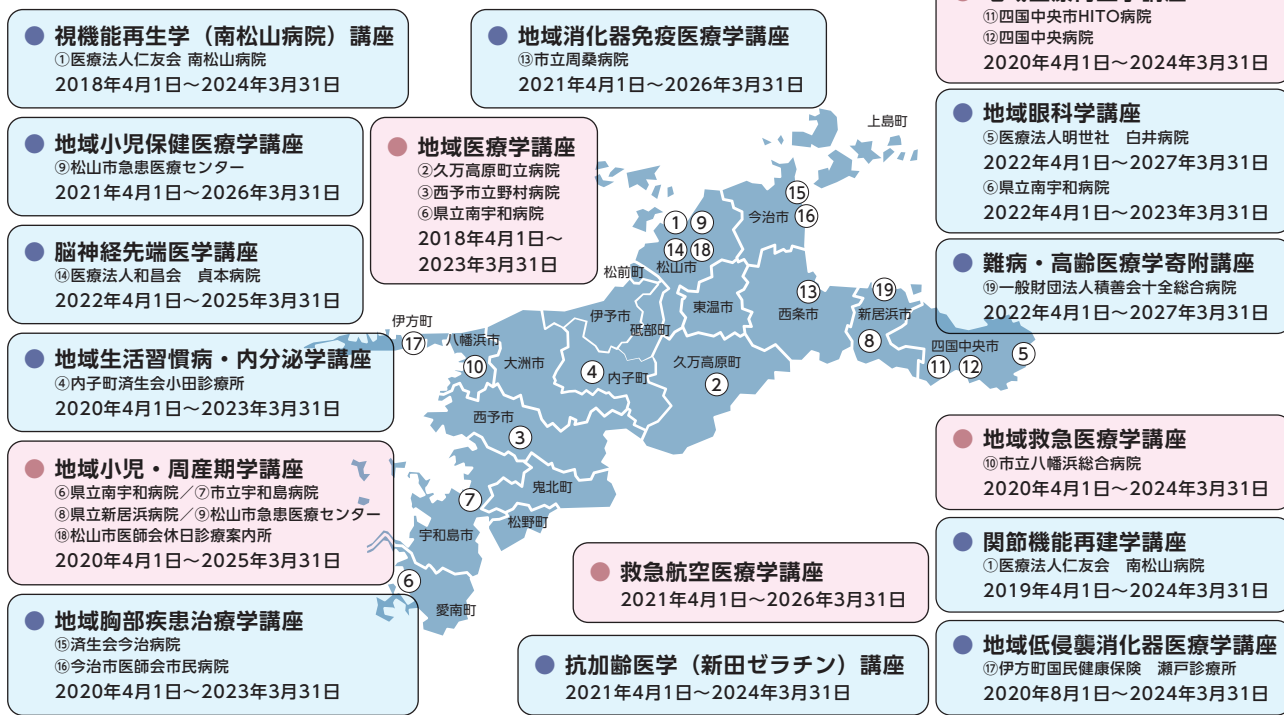 視機能再生学（南松山病院）講座
①医療法人仁友会 南松山病院
2018年4月1日～2024年3月31日
地域消化器免疫医療学講座
⑬市立周桑病院
2021年4月1日～2026年3月31日
⑪四国中央市HITO病院
⑫四国中央病院
2020年4月1日～2024年3月31日
地域小児保健医療学講座
⑨松山市急患医療センター
2021年4月1日～2026年3月31日
地域医療学講座
②久万高原町立病院
③西予市立野村病院
⑥県立南宇和病院
2018年4月1日～
2023年3月31日
地域眼科学講座
⑤医療法人明世社　白井病院
2022年4月1日～2027年3月31日
⑥県立南宇和病院
2022年4月1日～2023年3月31日
脳神経先端医学講座
⑭医療法人和昌会　貞本病院
2022年4月1日～2025年3月31日
難病・高齢医療学寄附講座
⑲一般財団法人積善会十全総合病院
2022年4月1日～2027年3月31日
地域生活習慣病・内分泌学講座
④内子町済生会小田診療所
2020年4月1日～2023年3月31日
地域小児・周産期学講座
⑥県立南宇和病院／⑦市立宇和島病院
⑧県立新居浜病院／⑨松山市急患医療センター
⑱松山市医師会休日診療案内所
2020年4月1日～2025年3月31日
地域救急医療学講座
⑩市立八幡浜総合病院
2020年4月1日～2024年3月31日
関節機能再建学講座
①医療法人仁友会　南松山病院
2019年4月1日～2024年3月31日
救急航空医療学講座
2021年4月1日～2026年3月31日
地域胸部疾患治療学講座
⑮済生会今治病院
⑯今治市医師会市民病院
2020年4月1日～2023年3月31日
抗加齢医学（新田ゼラチン）講座
2021年4月1日～2024年3月31日
地域低侵襲消化器医療学講座
⑰伊方町国民健康保険　瀬戸診療所
2020年8月1日～2024年3月31日
上島町
⑮
今治市 ⑯
① ⑨
⑭ ⑱
松山市
松前町
東温市
⑬
西条市
⑲
新居浜市
⑧
四国中央市
⑪ ⑫ ⑤
伊予市
砥部町
久万高原町
②
伊方町
⑰
八幡浜市
⑩
大洲市
④ 内子町
西予市
③
鬼北町
⑦
松野町
宇和島市
⑥
愛南町